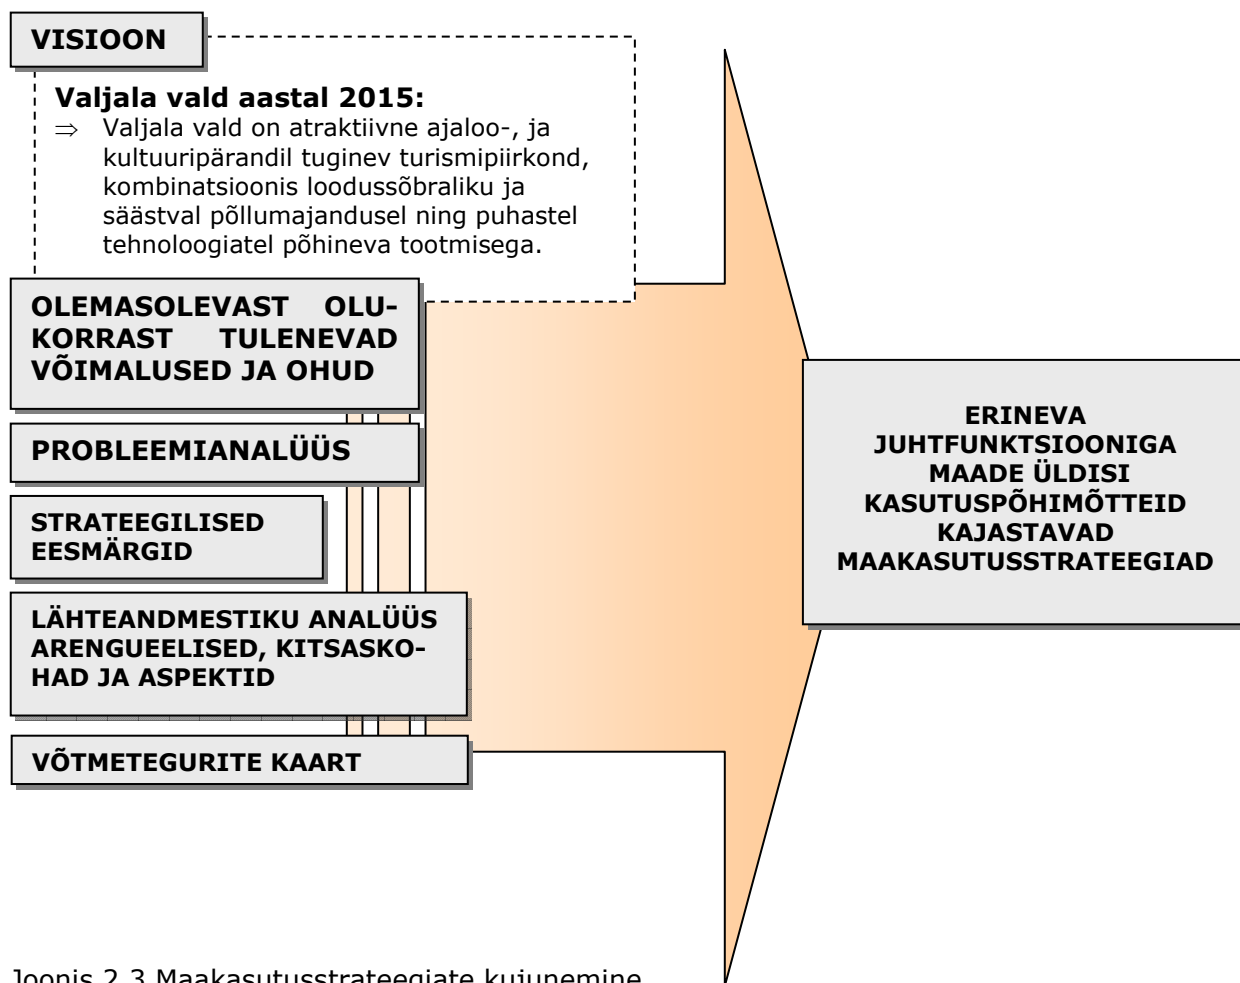 VISIOON
Valjala vald aastal 2015:
⇒ Valjala vald on atraktiivne ajaloo-, ja
kultuuripärandil tuginev turismipiirkond,
kombinatsioonis loodussõbraliku ja
säästval põllumajandusel ning puhastel
tehnoloogiatel põhineva tootmisega.
OLEMASOLEVAST OLU-
KORRAST TULENEVAD
VÕIMALUSED JA OHUD
PROBLEEMIANALÜÜS
STRATEEGILISED
EESMÄRGID
LÄHTEANDMESTIKU ANALÜÜS
ARENGUEELISED, KITSASKO-
HAD JA ASPEKTID
VÕTMETEGURITE KAART
ERINEVA
JUHTFUNKTSIOONIGA
MAADE ÜLDISI
KASUTUSPÕHIMÕTTEID
KAJASTAVAD
MAAKASUTUSSTRATEEGIAD
Joonis 2.3 Maakasutusstrateegiate kujunemine